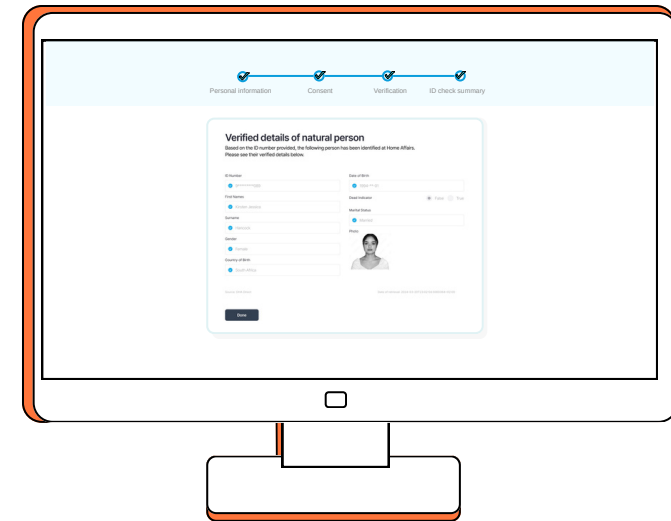 Personal information
Consent
Verification
ID check summary
Verified details of natural person
Based on the ID number provided, the following person has been identified at Home Affairs.
Please see their verified details below.
ID Number
Date of Birth
First Names
Dead Indicator
False
True
Surname
Marital Status
Married
Gender
Photo
Female
Country of Birth
South Africa
Done